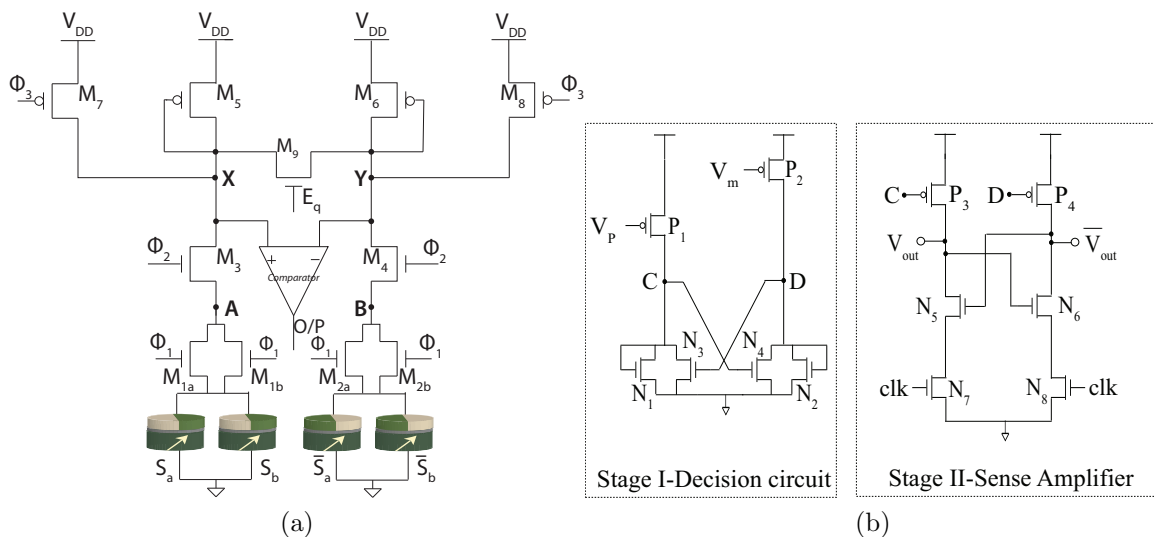 V_DD V_DD V_DD V_DD
Φ_3 M_7 M_5 M_6 M_8 Φ_3
M_9
X Y
E_q
Φ_2 M_3 M_4 Φ_2
+ −
Comparator
A B
O/P
Φ_1 Φ_1 Φ_1 Φ_1
M_1a M_1b M_2a M_2b
S_a S_b S̅_a S̅_b
(a)
V_m P_2
V_P P_1
C D
N_3 N_4
N_1 N_2
Stage I-Decision circuit
C P_3 D P_4
V_out V̅_out
N_5 N_6
clk N_7 N_8 clk
Stage II-Sense Amplifier
(b)